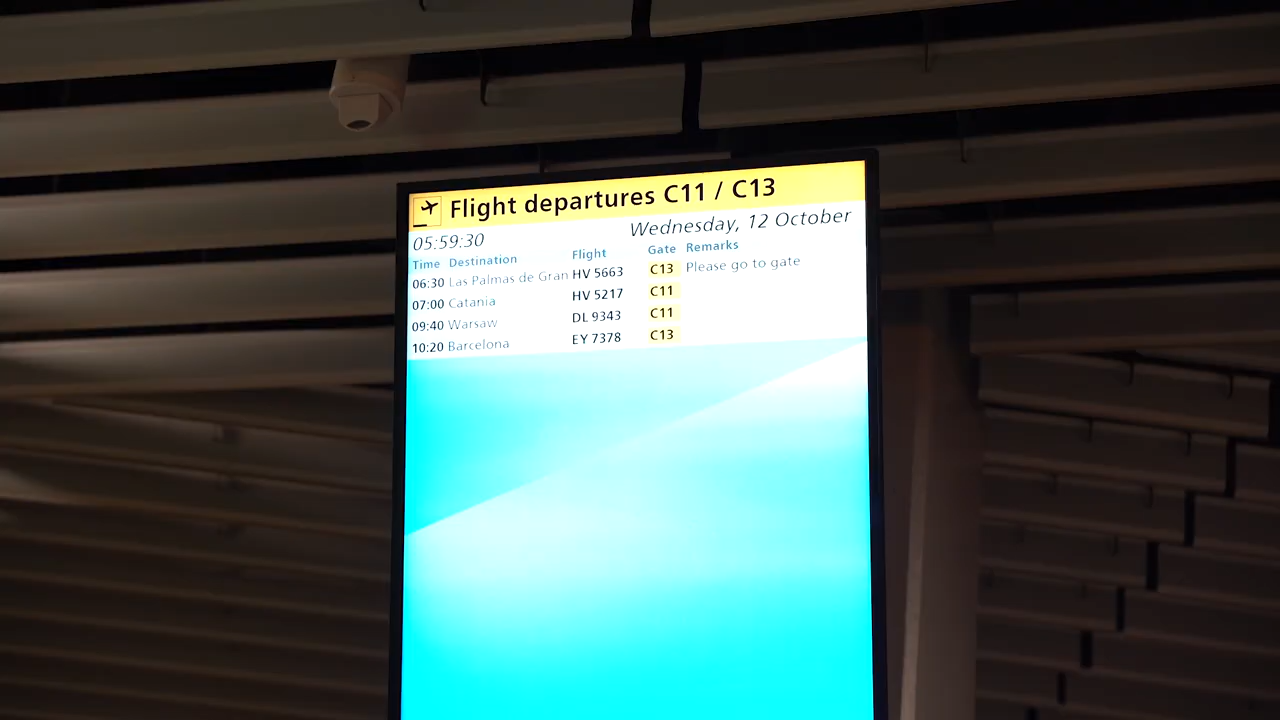 Flight departures C11 / C13
05:59:30 Wednesday, 12 October
Time Destination Flight Gate Remarks
06:30 Las Palmas de Gran HV 5663 C13 Please go to gate
07:00 Catania HV 5217 C11
09:40 Warsaw DL 9343 C11
10:20 Barcelona EY 7378 C13